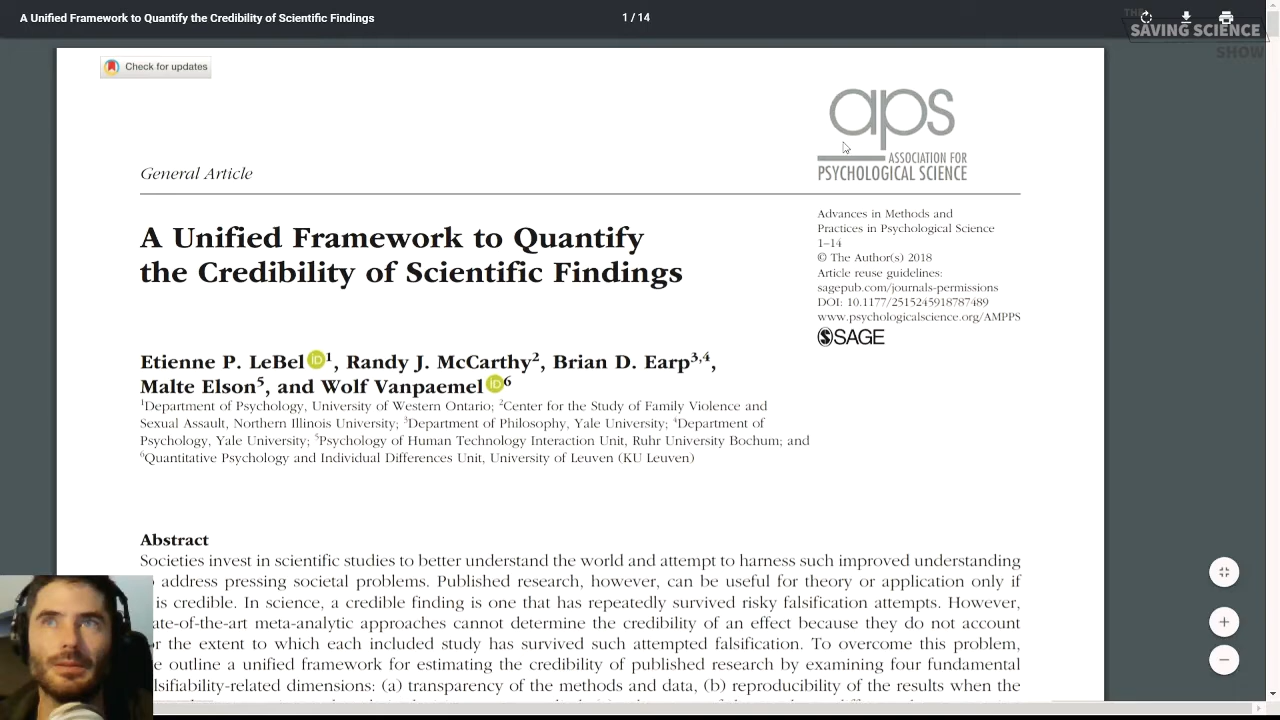 A Unified Framework to Quantify the Credibility of Scientific Findings
1 / 14
THE
SAVING SCIENCE
SHOW
Check for updates
aps
ASSOCIATION FOR
PSYCHOLOGICAL SCIENCE
General Article
A Unified Framework to Quantify
the Credibility of Scientific Findings
Advances in Methods and
Practices in Psychological Science
1–14
© The Author(s) 2018
Article reuse guidelines:
sagepub.com/journals-permissions
DOI: 10.1177/2515245918787489
www.psychologicalscience.org/AMPPS
SAGE
Etienne P. LeBel iD 1, Randy J. McCarthy2, Brian D. Earp3,4,
Malte Elson5, and Wolf Vanpaemel iD 6
1Department of Psychology, University of Western Ontario; 2Center for the Study of Family Violence and
Sexual Assault, Northern Illinois University; 3Department of Philosophy, Yale University; 4Department of
Psychology, Yale University; 5Psychology of Human Technology Interaction Unit, Ruhr University Bochum; and
6Quantitative Psychology and Individual Differences Unit, University of Leuven (KU Leuven)
Abstract
Societies invest in scientific studies to better understand the world and attempt to harness such improved understanding
address pressing societal problems. Published research, however, can be useful for theory or application only if
is credible. In science, a credible finding is one that has repeatedly survived risky falsification attempts. However,
ate-of-the-art meta-analytic approaches cannot determine the credibility of an effect because they do not account
r the extent to which each included study has survived such attempted falsification. To overcome this problem,
e outline a unified framework for estimating the credibility of published research by examining four fundamental
lsifiability-related dimensions: (a) transparency of the methods and data, (b) reproducibility of the results when the